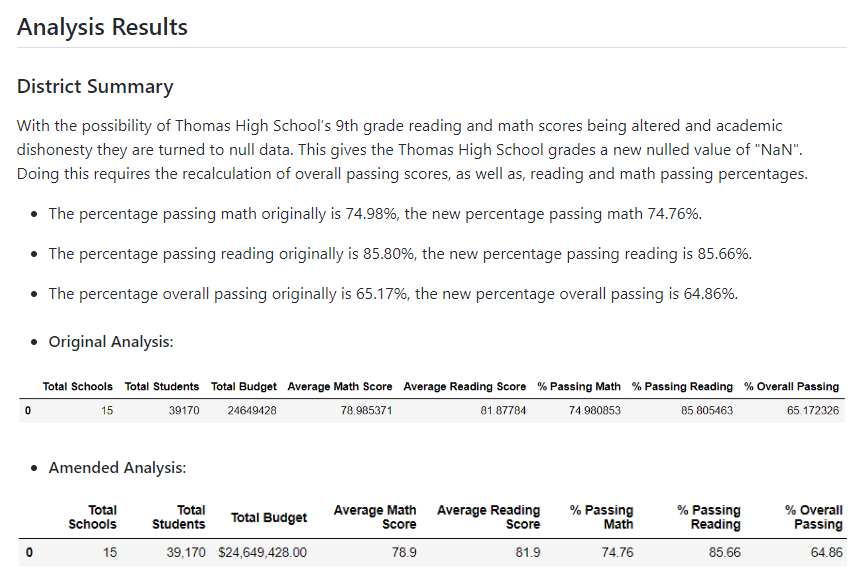 Analysis Results
District Summary
With the possibility of Thomas High School's 9th grade reading and math scores being altered and academic
dishonesty they are turned to null data. This gives the Thomas High School grades a new nulled value of "NaN".
Doing this requires the recalculation of overall passing scores, as well as, reading and math passing percentages.
• The percentage passing math originally is 74.98%, the new percentage passing math 74.76%.
• The percentage passing reading originally is 85.80%, the new percentage passing reading is 85.66%.
• The percentage overall passing originally is 65.17%, the new percentage overall passing is 64.86%.
• Original Analysis:
Total Schools Total Students Total Budget Average Math Score Average Reading Score % Passing Math % Passing Reading % Overall Passing
0 15 39170 24649428 78.985371 81.87784 74.980853 85.805463 65.172326
• Amended Analysis:
Total Schools Total Students Total Budget Average Math Score Average Reading Score % Passing Math % Passing Reading % Overall Passing
0 15 39,170 $24,649,428.00 78.9 81.9 74.76 85.66 64.86